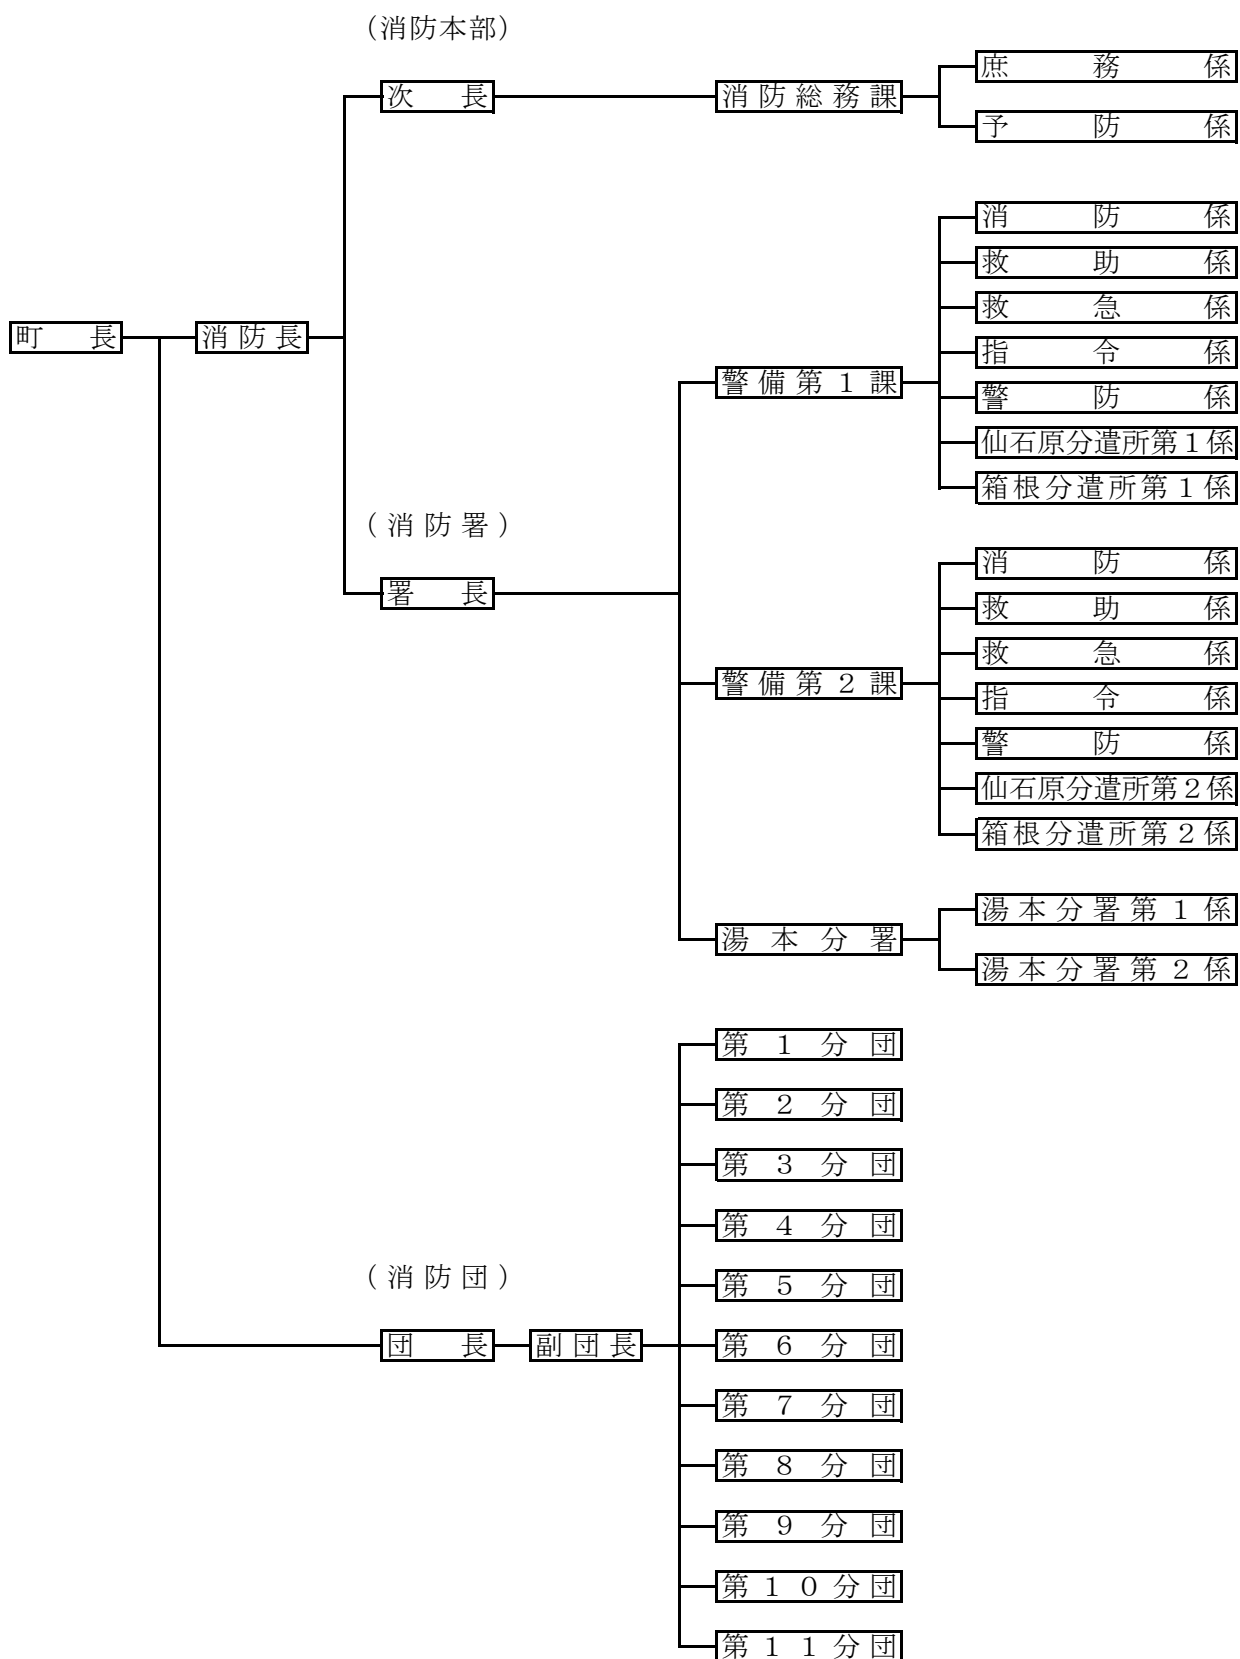 （消防本部）
庶務係
次長
消防総務課
予防係
消防係
救助係
救急係
町長
消防長
指令係
警備第１課
警防係
仙石原分遣所第１係
箱根分遣所第１係
（消防署）
消防係
署長
救助係
救急係
警備第２課
指令係
警防係
仙石原分遣所第２係
箱根分遣所第２係
湯本分署第１係
湯本分署
湯本分署第２係
第１分団
第２分団
第３分団
第４分団
（消防団）
第５分団
団長
副団長
第６分団
第７分団
第８分団
第９分団
第１０分団
第１１分団